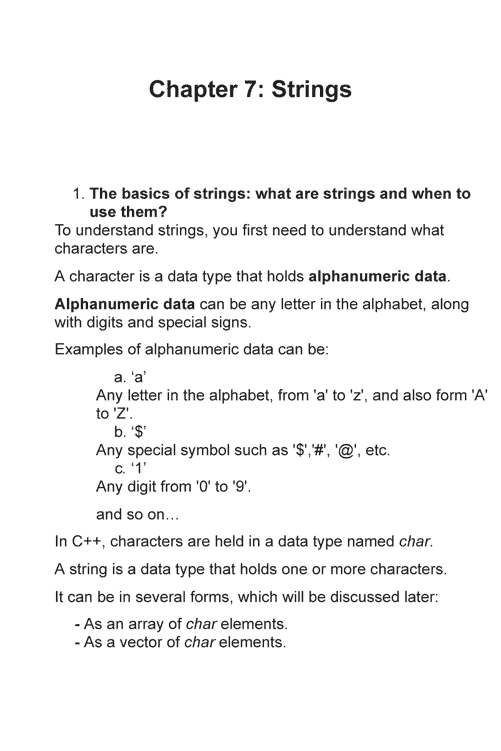 Chapter 7: Strings
1. The basics of strings: what are strings and when to
use them?
To understand strings, you first need to understand what
characters are.
A character is a data type that holds alphanumeric data.
Alphanumeric data can be any letter in the alphabet, along
with digits and special signs.
Examples of alphanumeric data can be:
a. ‘a’
Any letter in the alphabet, from 'a' to 'z', and also form 'A'
to 'Z'.
b. ‘$’
Any special symbol such as '$','#', '@', etc.
c. ‘1’
Any digit from '0' to '9'.
and so on…
In C++, characters are held in a data type named char.
A string is a data type that holds one or more characters.
It can be in several forms, which will be discussed later:
- As an array of char elements.
- As a vector of char elements.